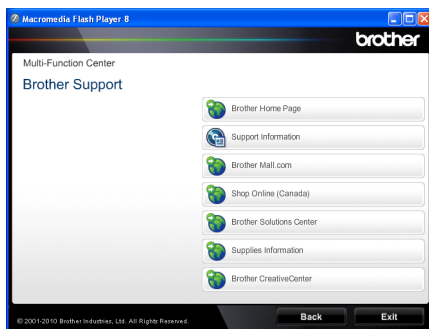 Macromedia Flash Player 8
brother
Multi-Function Center
Brother Support
Brother Home Page
Support Information
Brother Mall.com
Shop Online (Canada)
Brother Solutions Center
Supplies Information
Brother CreativeCenter
© 2001-2010 Brother Industries, Ltd. All Rights Reserved.
Back
Exit